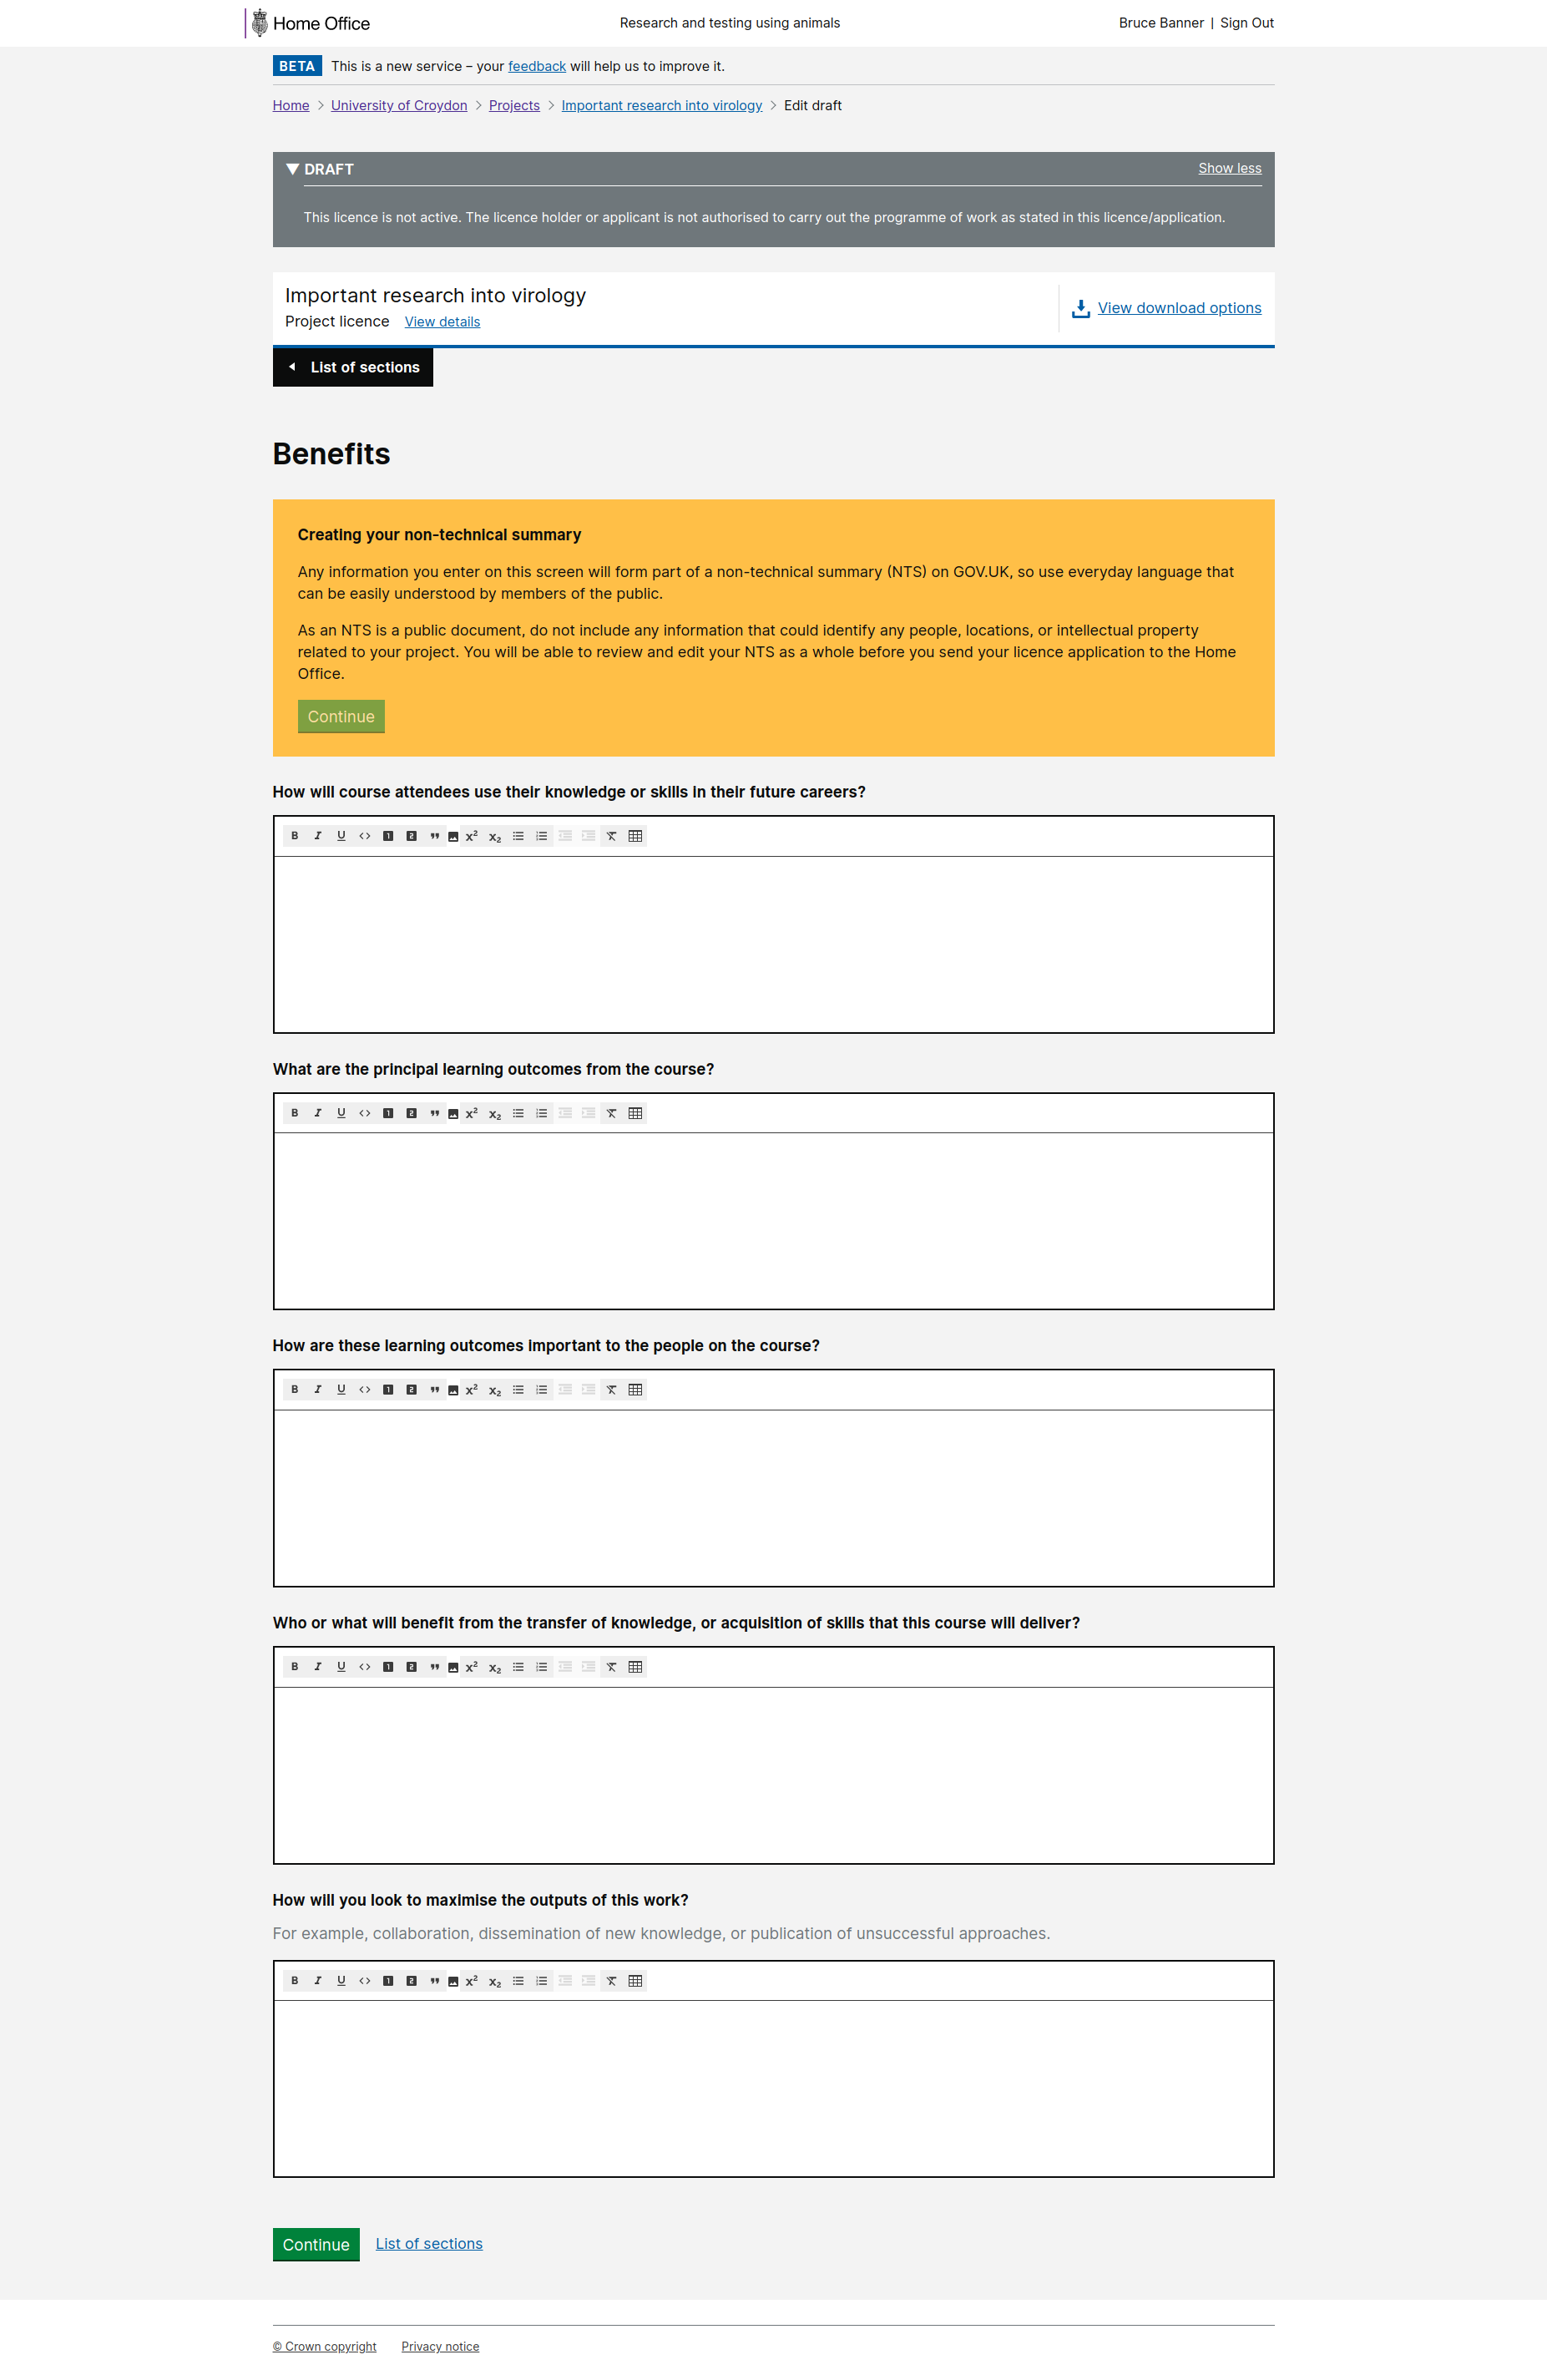 Home Office
Research and testing using animals
Bruce Banner | Sign Out
BETA This is a new service – your feedback will help us to improve it.
Home > University of Croydon > Projects > Important research into virology > Edit draft
▼ DRAFT
Show less
This licence is not active. The licence holder or applicant is not authorised to carry out the programme of work as stated in this licence/application.
Important research into virology
Project licence View details
View download options
List of sections
Benefits
Creating your non-technical summary
Any information you enter on this screen will form part of a non-technical summary (NTS) on GOV.UK, so use everyday language that
can be easily understood by members of the public.
As an NTS is a public document, do not include any information that could identify any people, locations, or intellectual property
related to your project. You will be able to review and edit your NTS as a whole before you send your licence application to the Home
Office.
Continue
How will course attendees use their knowledge or skills in their future careers?
B I U <> 1 2 " x² x₂
What are the principal learning outcomes from the course?
B I U <> 1 2 " x² x₂
How are these learning outcomes important to the people on the course?
B I U <> 1 2 " x² x₂
Who or what will benefit from the transfer of knowledge, or acquisition of skills that this course will deliver?
B I U <> 1 2 " x² x₂
How will you look to maximise the outputs of this work?
For example, collaboration, dissemination of new knowledge, or publication of unsuccessful approaches.
B I U <> 1 2 " x² x₂
Continue List of sections
© Crown copyright Privacy notice